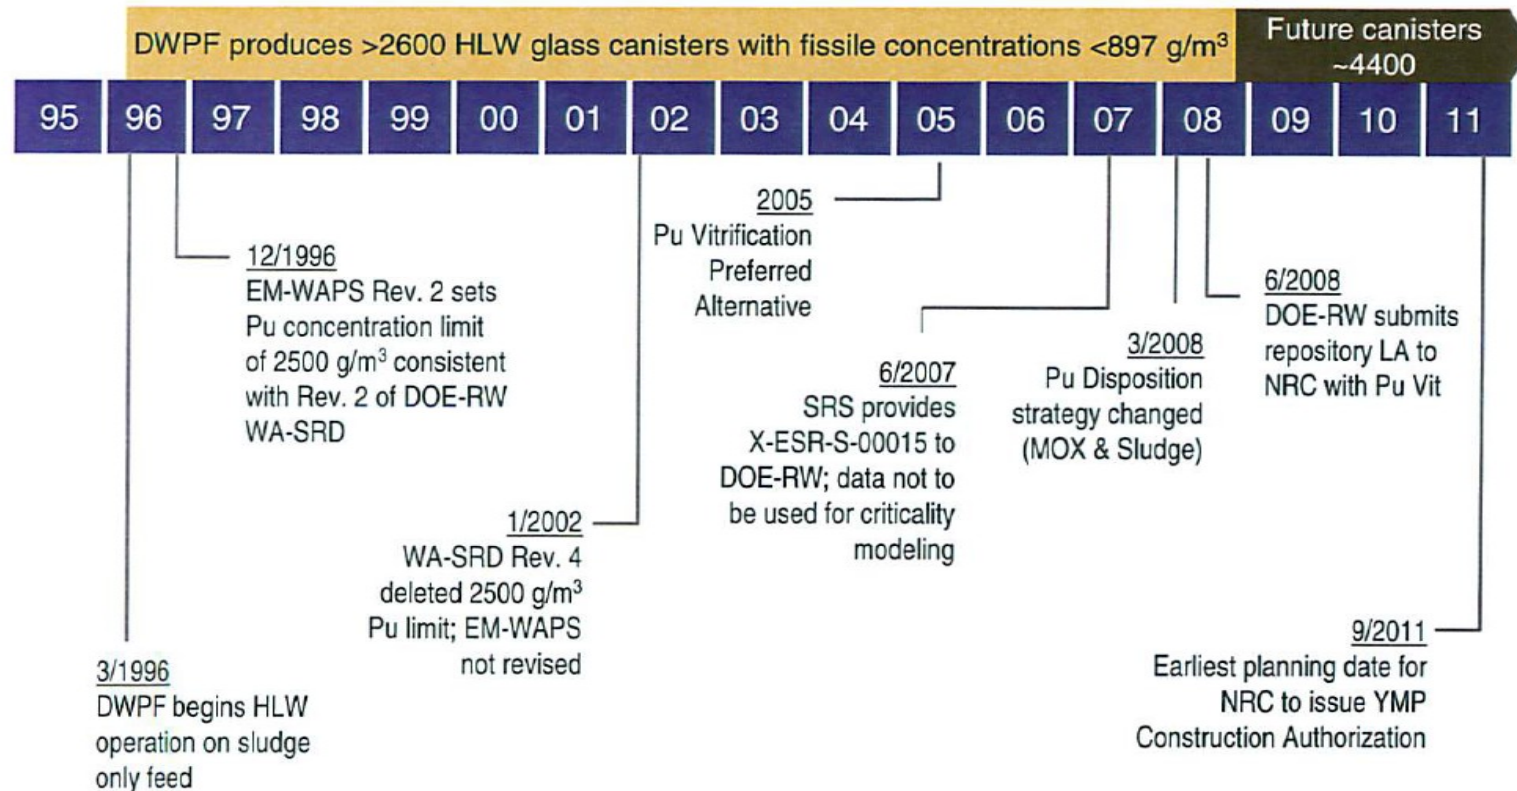 DWPF produces >2600 HLW glass canisters with fissile concentrations <897 g/m³
Future canisters
~4400
95 96 97 98 99 00 01 02 03 04 05 06 07 08 09 10 11
3/1996
DWPF begins HLW
operation on sludge
only feed
12/1996
EM-WAPS Rev. 2 sets
Pu concentration limit
of 2500 g/m³ consistent
with Rev. 2 of DOE-RW
WA-SRD
1/2002
WA-SRD Rev. 4
deleted 2500 g/m³
Pu limit; EM-WAPS
not revised
2005
Pu Vitrification
Preferred
Alternative
6/2007
SRS provides
X-ESR-S-00015 to
DOE-RW; data not to
be used for criticality
modeling
3/2008
Pu Disposition
strategy changed
(MOX & Sludge)
6/2008
DOE-RW submits
repository LA to
NRC with Pu Vit
9/2011
Earliest planning date for
NRC to issue YMP
Construction Authorization